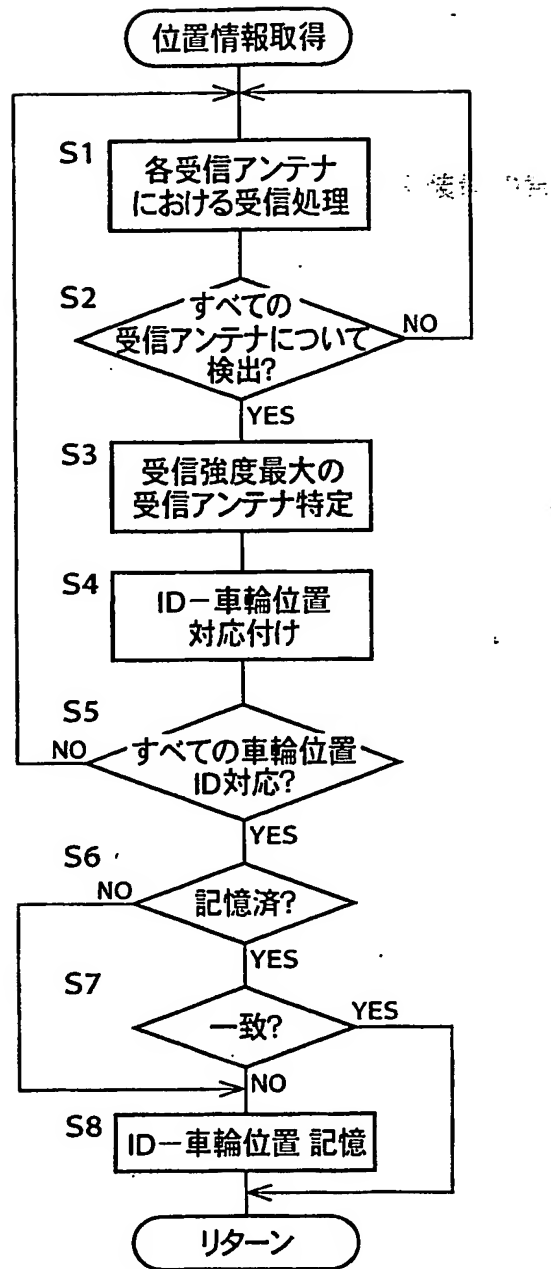 位置情報取得
S1
各受信アンテナ
における受信処理
S2
すべての
受信アンテナについて
検出?
NO
YES
S3
受信強度最大の
受信アンテナ特定
S4
ID－車輪位置
対応付け
S5
NO
すべての車輪位置
ID対応?
YES
S6
NO
記憶済?
YES
S7
一致?
YES
NO
S8
ID－車輪位置 記憶
リターン